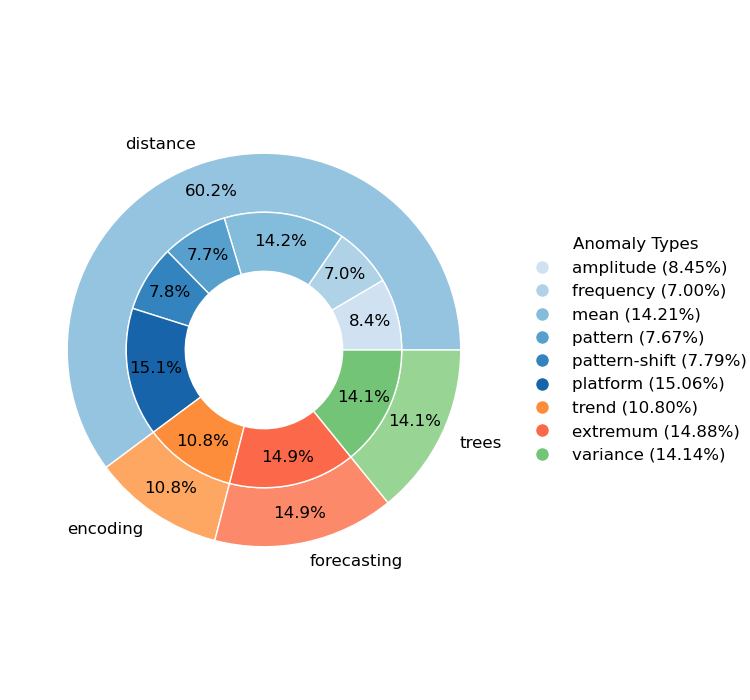 distance
60.2%
14.2%
7.7%
7.0%
7.8%
8.4%
15.1%
14.1%
14.1%
10.8%
trees
14.9%
10.8%
14.9%
encoding
forecasting
Anomaly Types
amplitude (8.45%)
frequency (7.00%)
mean (14.21%)
pattern (7.67%)
pattern-shift (7.79%)
platform (15.06%)
trend (10.80%)
extremum (14.88%)
variance (14.14%)